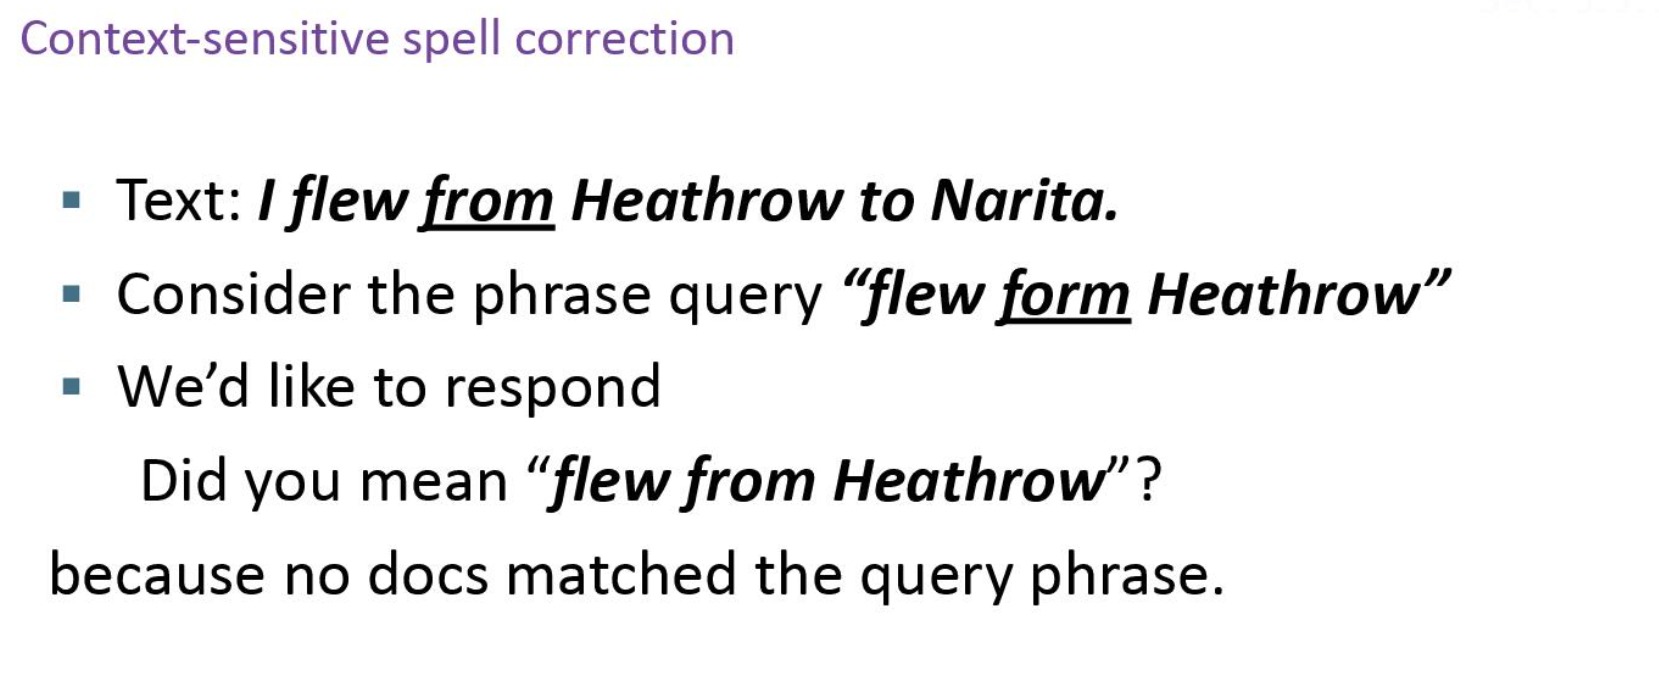 Context-sensitive spell correction
▪ Text: I flew from Heathrow to Narita.
▪ Consider the phrase query “flew form Heathrow”
▪ We’d like to respond
Did you mean “flew from Heathrow”?
because no docs matched the query phrase.